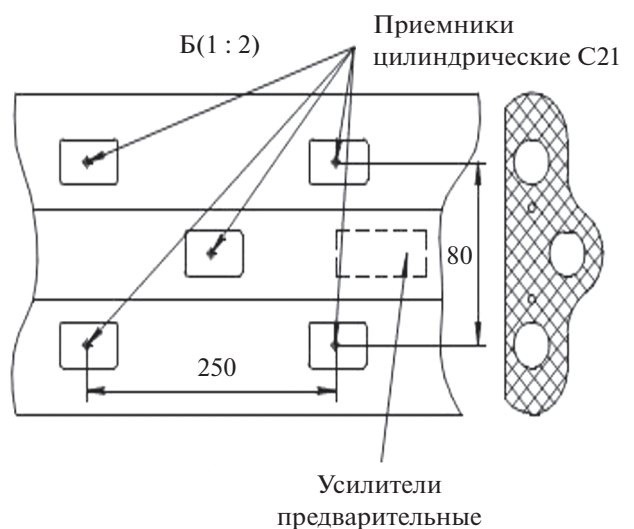 Б(1 : 2)
Приемники
цилиндрические С21
80
250
Усилители
предварительные